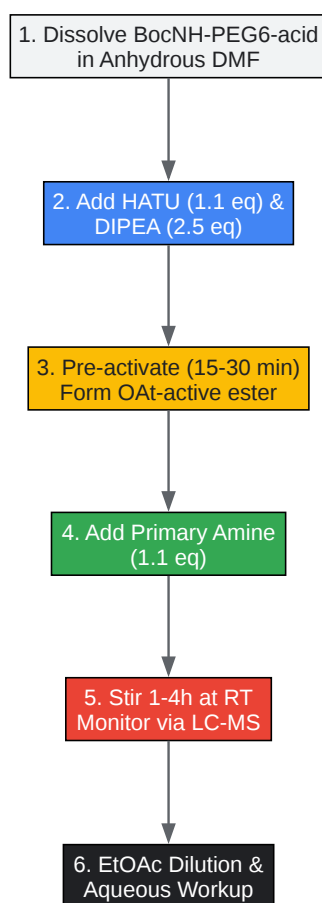 1. Dissolve BocNH-PEG6-acid
in Anhydrous DMF
2. Add HATU (1.1 eq) &
DIPEA (2.5 eq)
3. Pre-activate (15-30 min)
Form OAt-active ester
4. Add Primary Amine
(1.1 eq)
5. Stir 1-4h at RT
Monitor via LC-MS
6. EtOAc Dilution &
Aqueous Workup